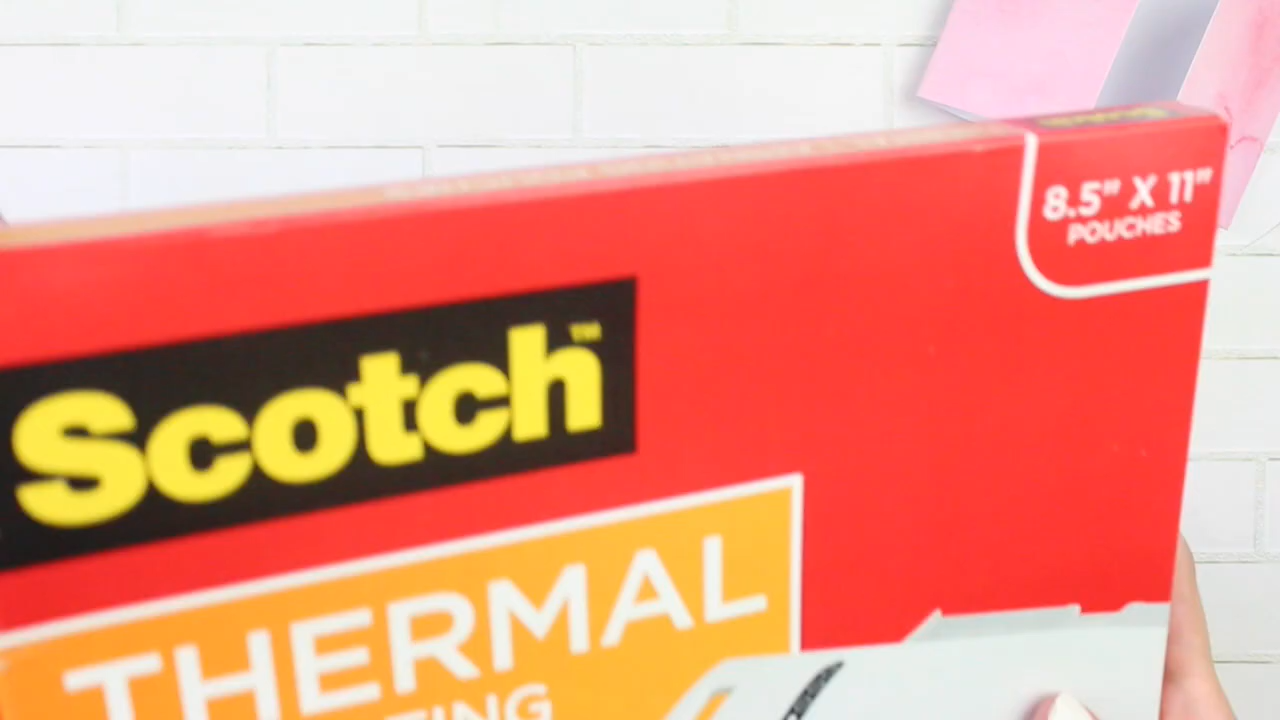 8.5" X 11"
POUCHES
Scotch™
THERMAL